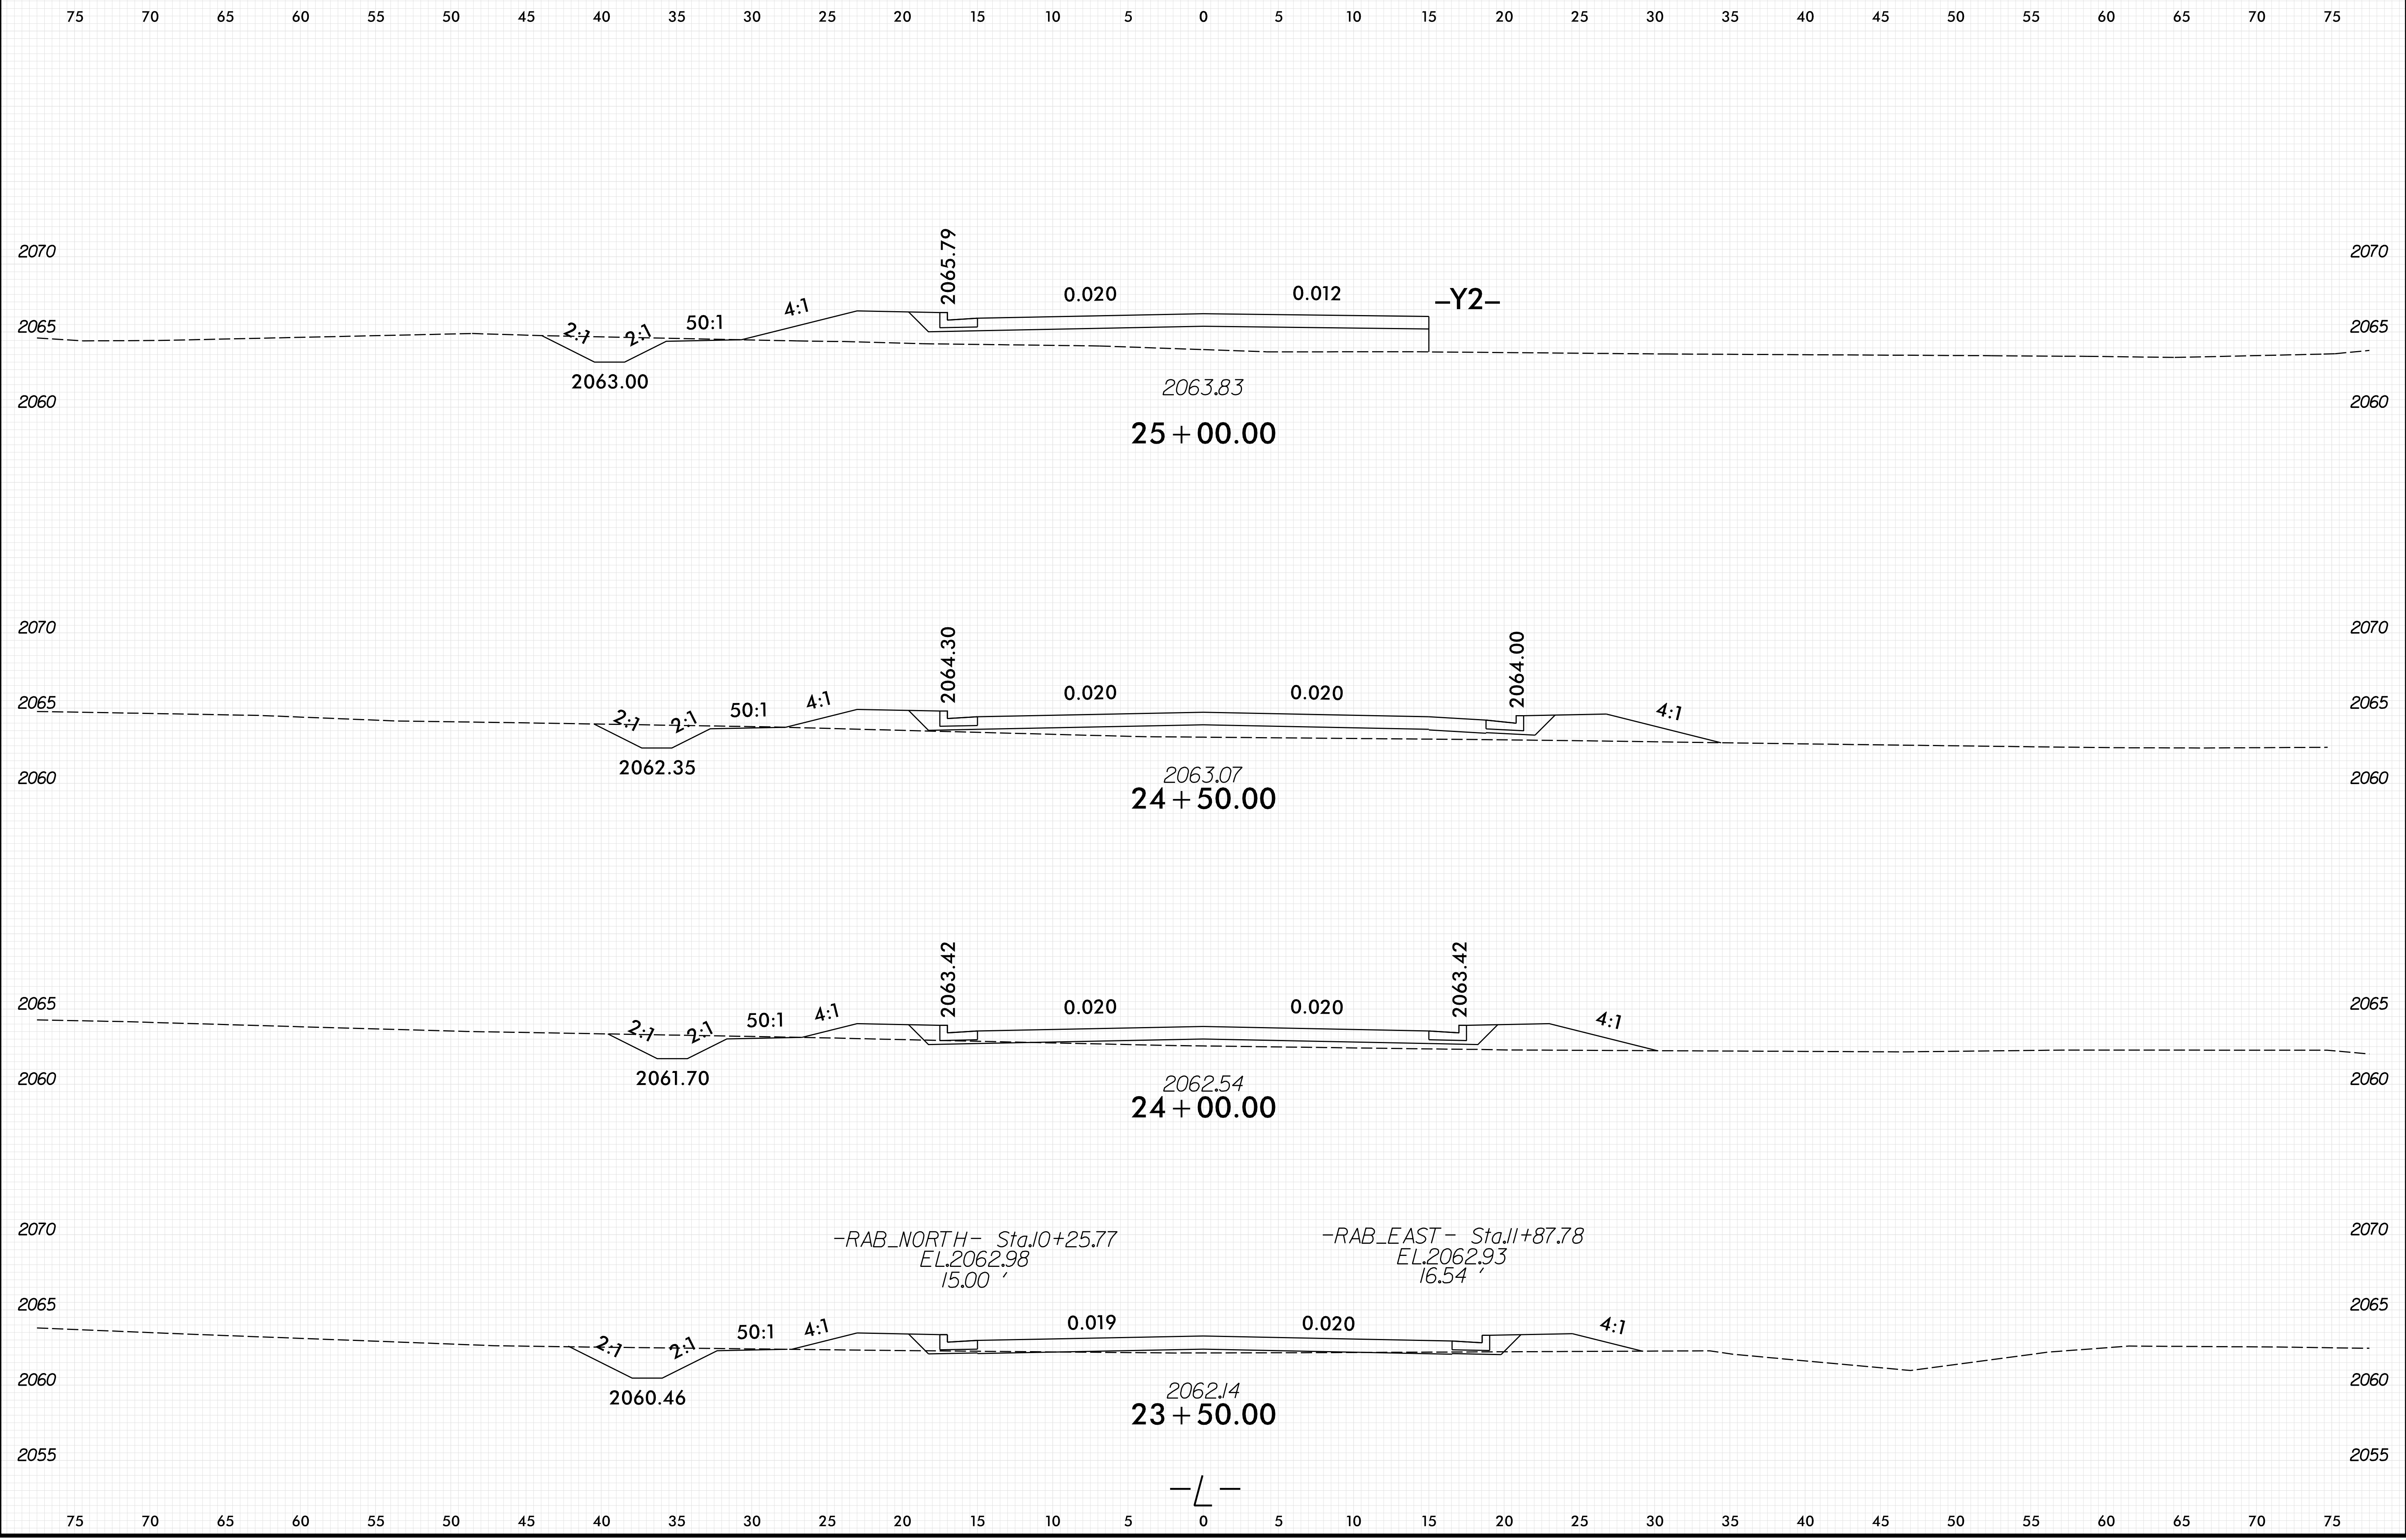 75 70 65 60 55 50 45 40 35 30 25 20 15 10 5 0 5 10 15 20 25 30 35 40 45 50 55 60 65 70 75
2065.79
2070 2070
4:1 0.020 0.012 –Y2–
2065 2:1 2:1 50:1 2065
2063.00 2063.83
2060 2060
25+00.00
2064.30 2064.00
2070 2070
2065 2:1 2:1 50:1 4:1 0.020 0.020 4:1 2065
2062.35 2063.07
2060 2060
24+50.00
2063.42 2063.42
2065 2:1 2:1 50:1 4:1 0.020 0.020 4:1 2065
2060 2061.70 2062.54 2060
24+00.00
2070 -RAB_NORTH- Sta.10+25.77 -RAB_EAST- Sta.11+87.78 2070
EL.2062.98 EL.2062.93
15.00 ' 16.54 '
2065 2065
2:1 2:1 50:1 4:1 0.019 0.020 4:1
2060 2060
2060.46 2062.14
23+50.00
2055 2055
-L-
75 70 65 60 55 50 45 40 35 30 25 20 15 10 5 0 5 10 15 20 25 30 35 40 45 50 55 60 65 70 75